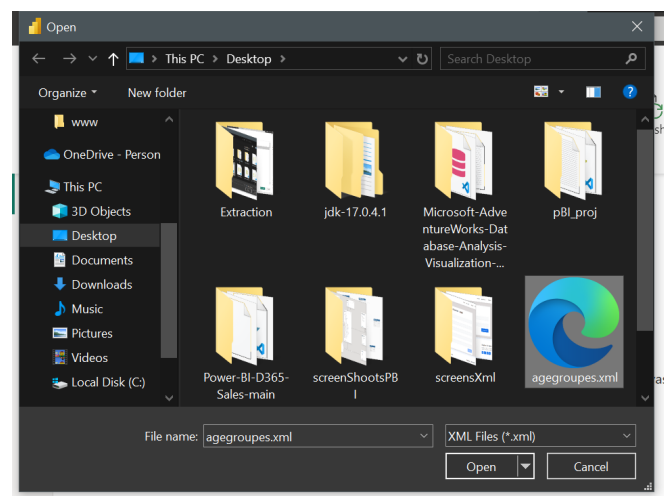 Open
This PC
Desktop
Search Desktop
Organize
New folder
www
OneDrive - Person
This PC
3D Objects
Desktop
Documents
Downloads
Music
Pictures
Videos
Local Disk (C:)
Extraction
jdk-17.0.4.1
Microsoft-Adve
ntureWorks-Dat
abase-Analysis-
Visualization-...
pBI_proj
Power-BI-D365-
Sales-main
screenShootsPB
I
screensXml
agegroupes.xml
File name:
agegroupes.xml
XML Files (*.xml)
Open
Cancel